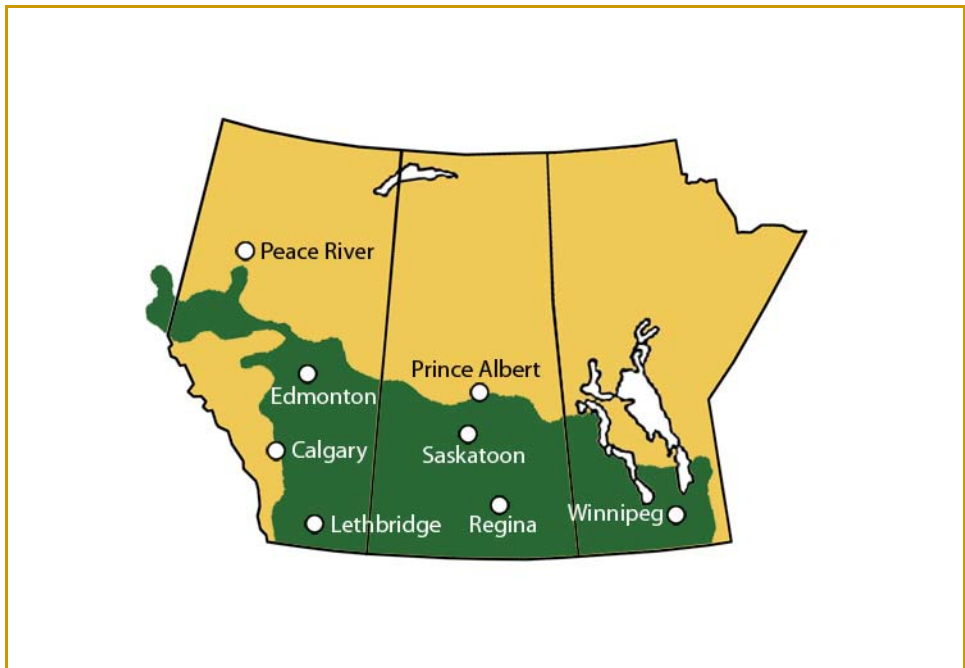 Peace River
Prince Albert
Edmonton
Calgary
Saskatoon
Lethbridge
Regina
Winnipeg